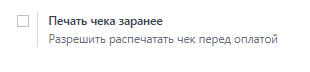 Печать чека заранее
Разрешить распечатать чек перед оплатой